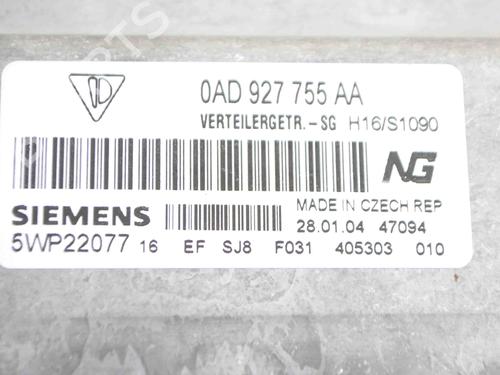 0AD 927 755 AA
VERTEILERGETR.-SG H16/S1090
NG
SIEMENS
MADE IN CZECH REP
28.01.04 47094
5WP22077 16 EF SJ8 F031 405303 010